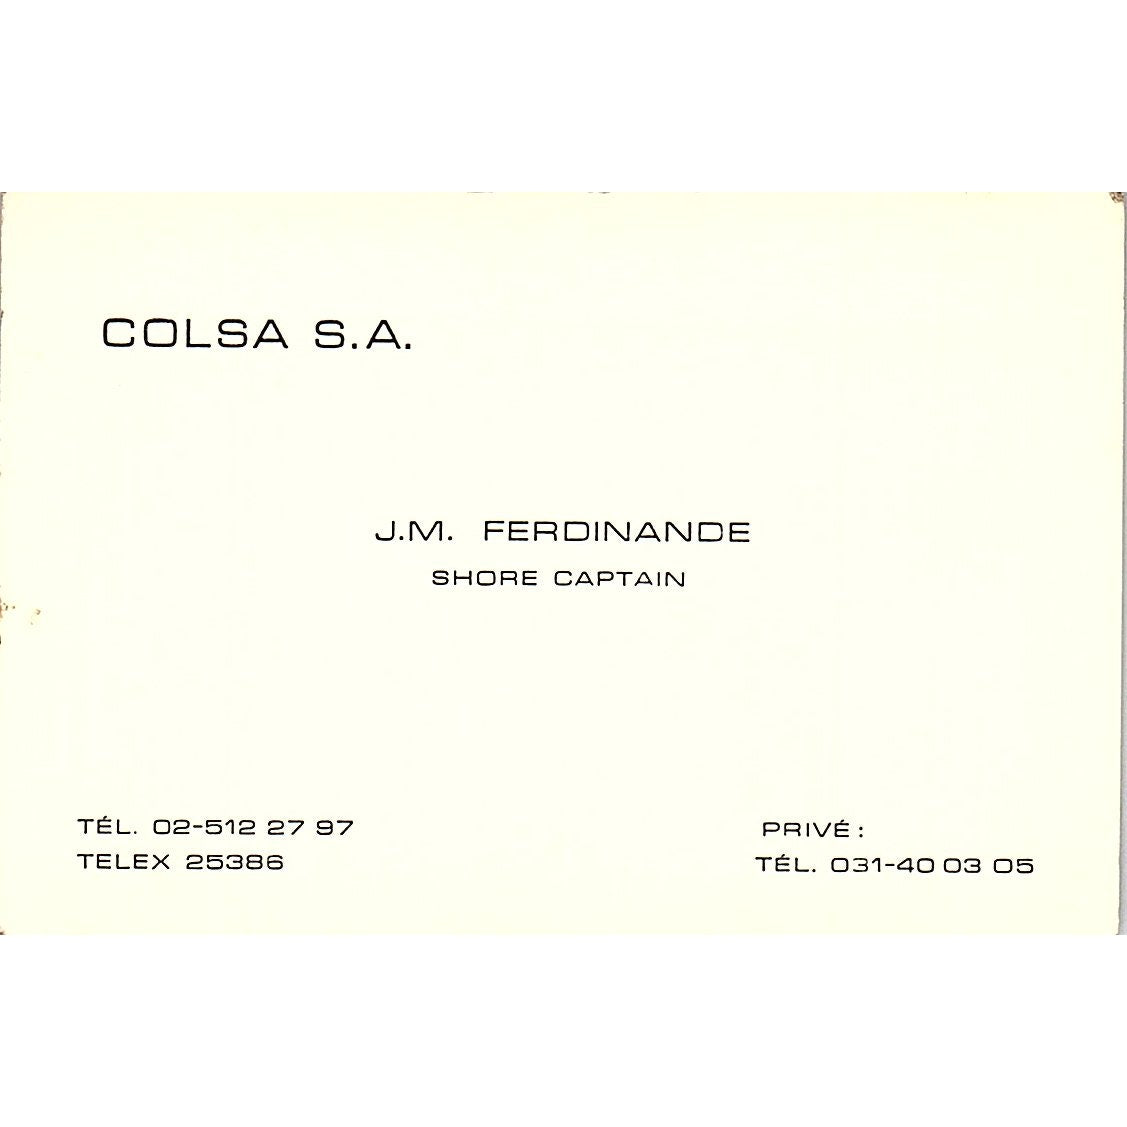 COLSA S.A.
J.M. FERDINANDE
SHORE CAPTAIN
TÉL. 02-512 27 97
TELEX 25386
PRIVÉ :
TÉL. 031-40 03 05